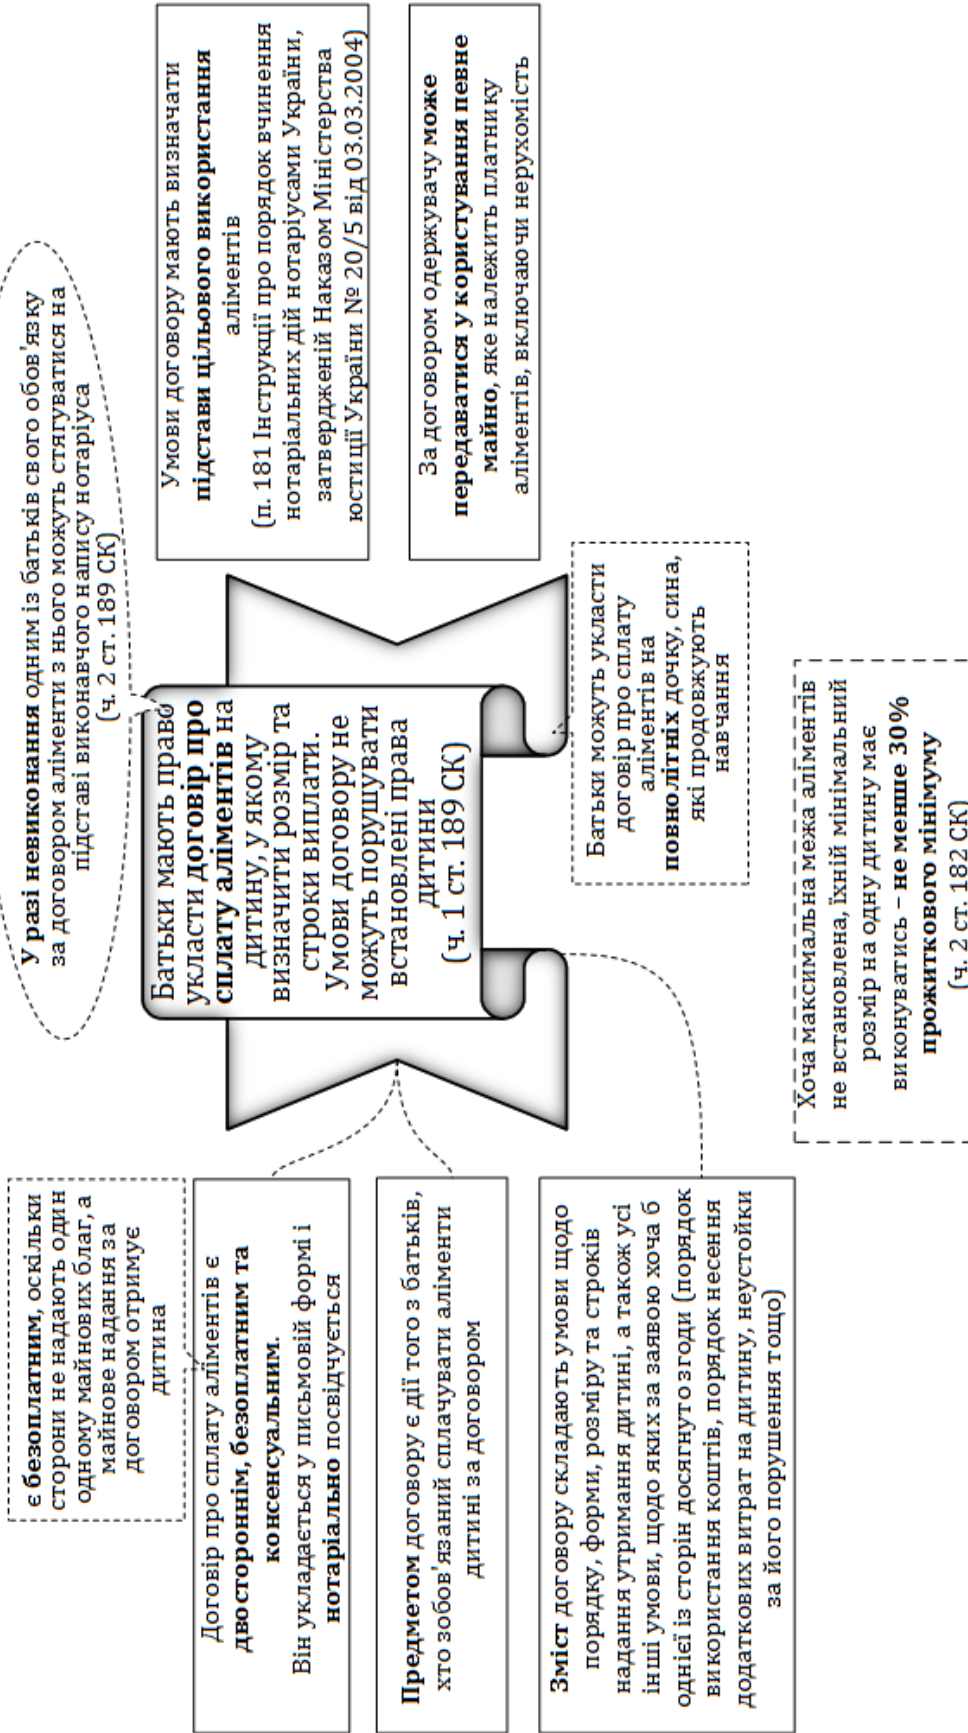 є безоплатним, оскільки
сторони не надають один
одному майнових благ, а
майнове надання за
договором отримує
дитина
У разі невиконання одним із батьків свого обов'язку
за договором аліменти з нього можуть стягуватися на
підставі виконавчого напису нотаріуса
(ч. 2 ст. 189 СК)
Договір про сплату аліментів є
двостороннім, безоплатним та
консенсуальним.
Він укладається у письмовій формі і
нотаріально посвідчується
Предметом договору є дії того з батьків,
хто зобов'язаний сплачувати аліменти
дитині за договором
Зміст договору складають умови щодо
порядку, форми, розміру та строків
надання утримання дитині, а також усі
інші умови, щодо яких за заявою хоча б
однієї із сторін досягнуто згоди (порядок
використання коштів, порядок несення
додаткових витрат на дитину, неустойки
за його порушення тощо)
Батьки мають право
укласти договір про
сплату аліментів на
дитину, у якому
визначити розмір та
строки виплати.
Умови договору не
можуть порушувати
встановлені права
дитини
(ч. 1 ст. 189 СК)
Умови договору мають визначати
підстави цільового використання
аліментів
(п. 181 Інструкції про порядок вчинення
нотаріальних дій нотаріусами України,
затвердженій Наказом Міністерства
юстиції України № 20/5 від 03.03.2004)
За договором одержувачу може
передаватися у користування певне
майно, яке належить платнику
аліментів, включаючи нерухомість
Батьки можуть укласти
договір про сплату
аліментів на
повнолітніх дочку, сина,
які продовжують
навчання
Хоча максимальна межа аліментів
не встановлена, їхній мінімальний
розмір на одну дитину має
виконуватись – не менше 30%
прожиткового мінімуму
(ч. 2 ст. 182 СК)